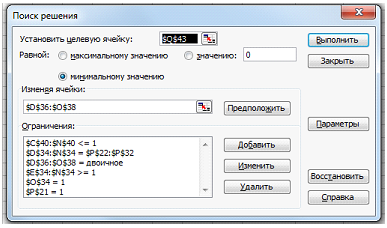 Поиск решения
Установить целевую ячейку: $Q$43
Выполнить
Равной: максимальному значению значению: 0
Закрыть
минимальному значению
Изменяя ячейки:
$D$36:$O$38
Предположить
Ограничения:
Параметры
$C$40:$N$40 <= 1
$D$34:$N$34 = $P$22:$P$32
$D$36:$O$38 = двоичное
$E$34:$N$34 >= 1
$O$34 = 1
$P$21 = 1
Добавить
Изменить
Удалить
Восстановить
Справка